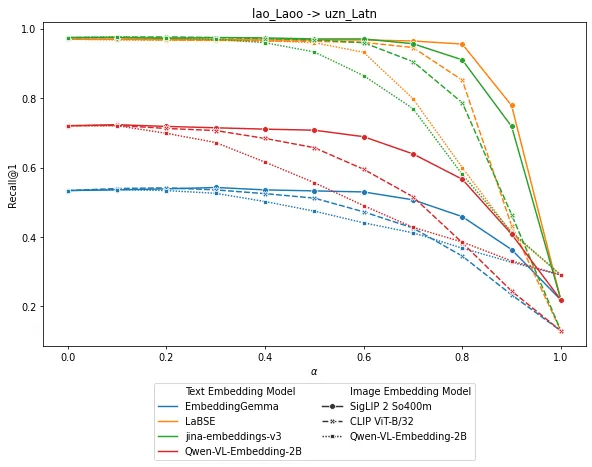 lao_Laoo -> uzn_Latn
1.0
0.8
0.6
0.4
0.2
Recall@1
0.0 0.2 0.4 0.6 0.8 1.0
α
Text Embedding Model Image Embedding Model
EmbeddingGemma SigLIP 2 So400m
LaBSE CLIP ViT-B/32
jina-embeddings-v3 Qwen-VL-Embedding-2B
Qwen-VL-Embedding-2B